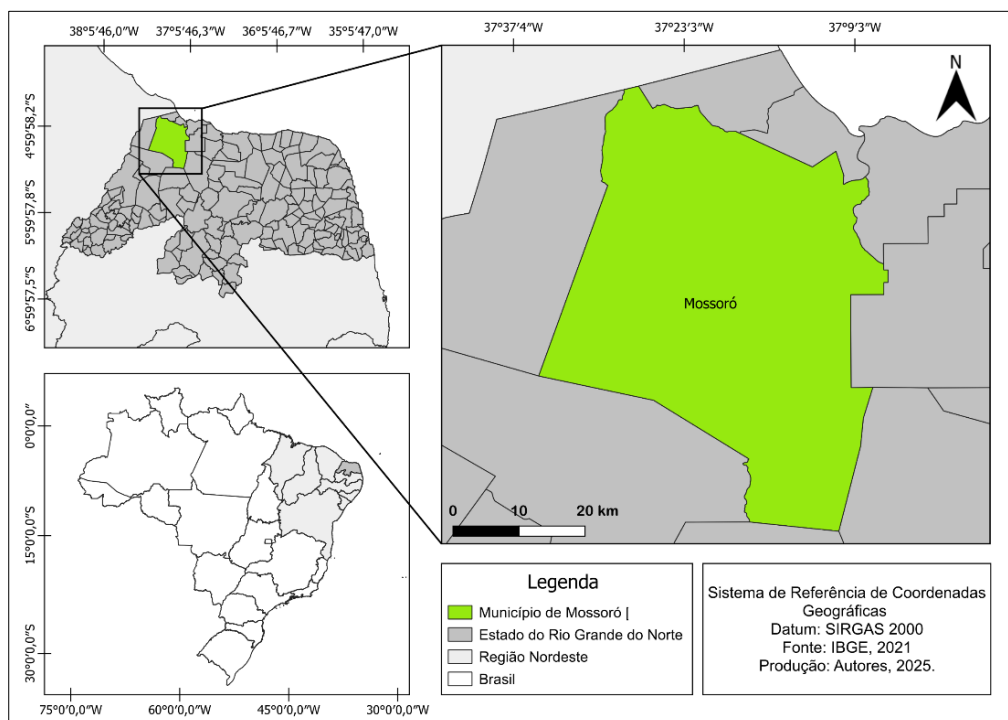 38°5′46,0″W 37°5′46,3″W 36°5′46,7″W 35°5′47,0″W
4°59′58,2″S
5°59′57,8″S
6°59′57,5″S
37°37′4″W 37°23′3″W 37°9′3″W
N
Mossoró
0 10 20 km
0°0′0,0″
15°0′0,0″S
30°0′0,0″S
75°0′0,0″W 60°0′0,0″W 45°0′0,0″W 30°0′0,0″W
Legenda
Município de Mossoró [
Estado do Rio Grande do Norte
Região Nordeste
Brasil
Sistema de Referência de Coordenadas
Geográficas
Datum: SIRGAS 2000
Fonte: IBGE, 2021
Produção: Autores, 2025.